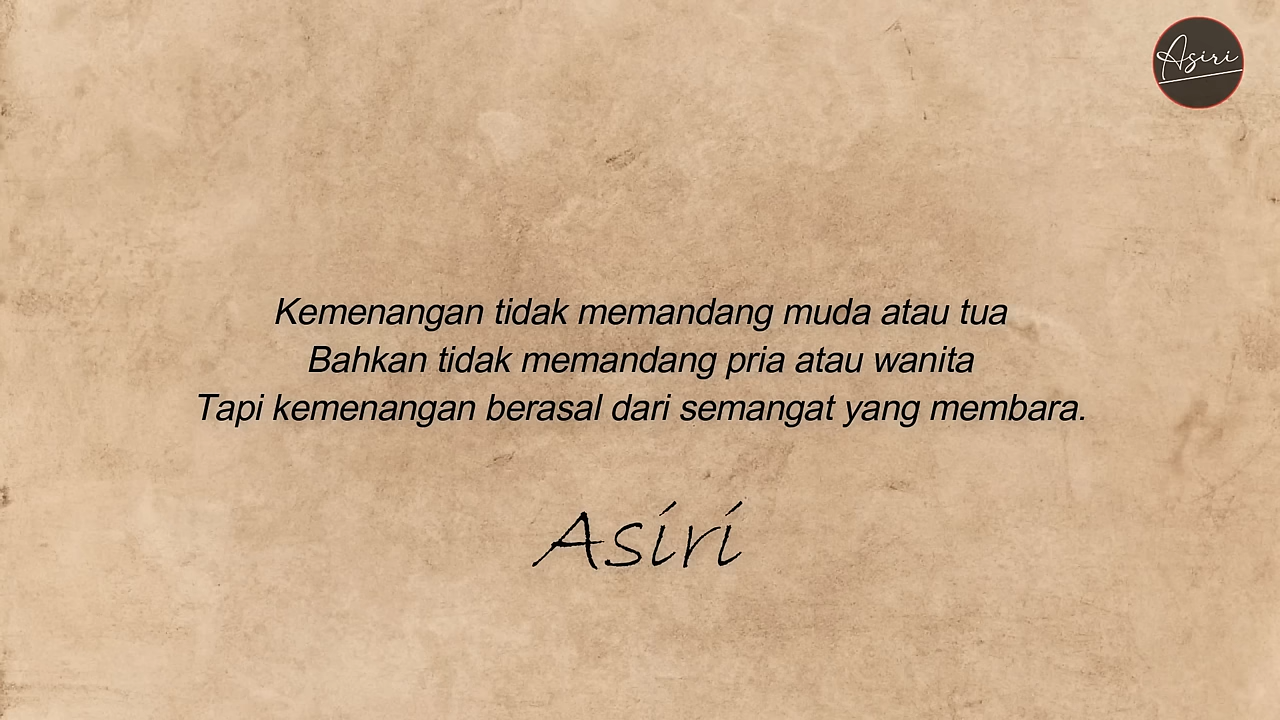 Asiri
Kemenangan tidak memandang muda atau tua
Bahkan tidak memandang pria atau wanita
Tapi kemenangan berasal dari semangat yang membara.
Asiri